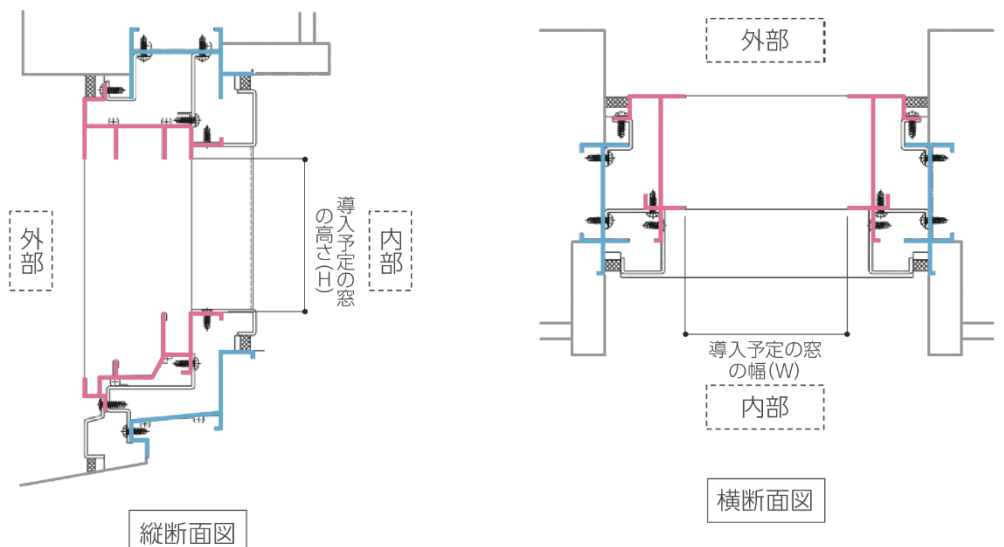 外部
導入予定の窓
の高さ(H)
内部
縦断面図
外部
導入予定の窓
の幅(W)
内部
横断面図